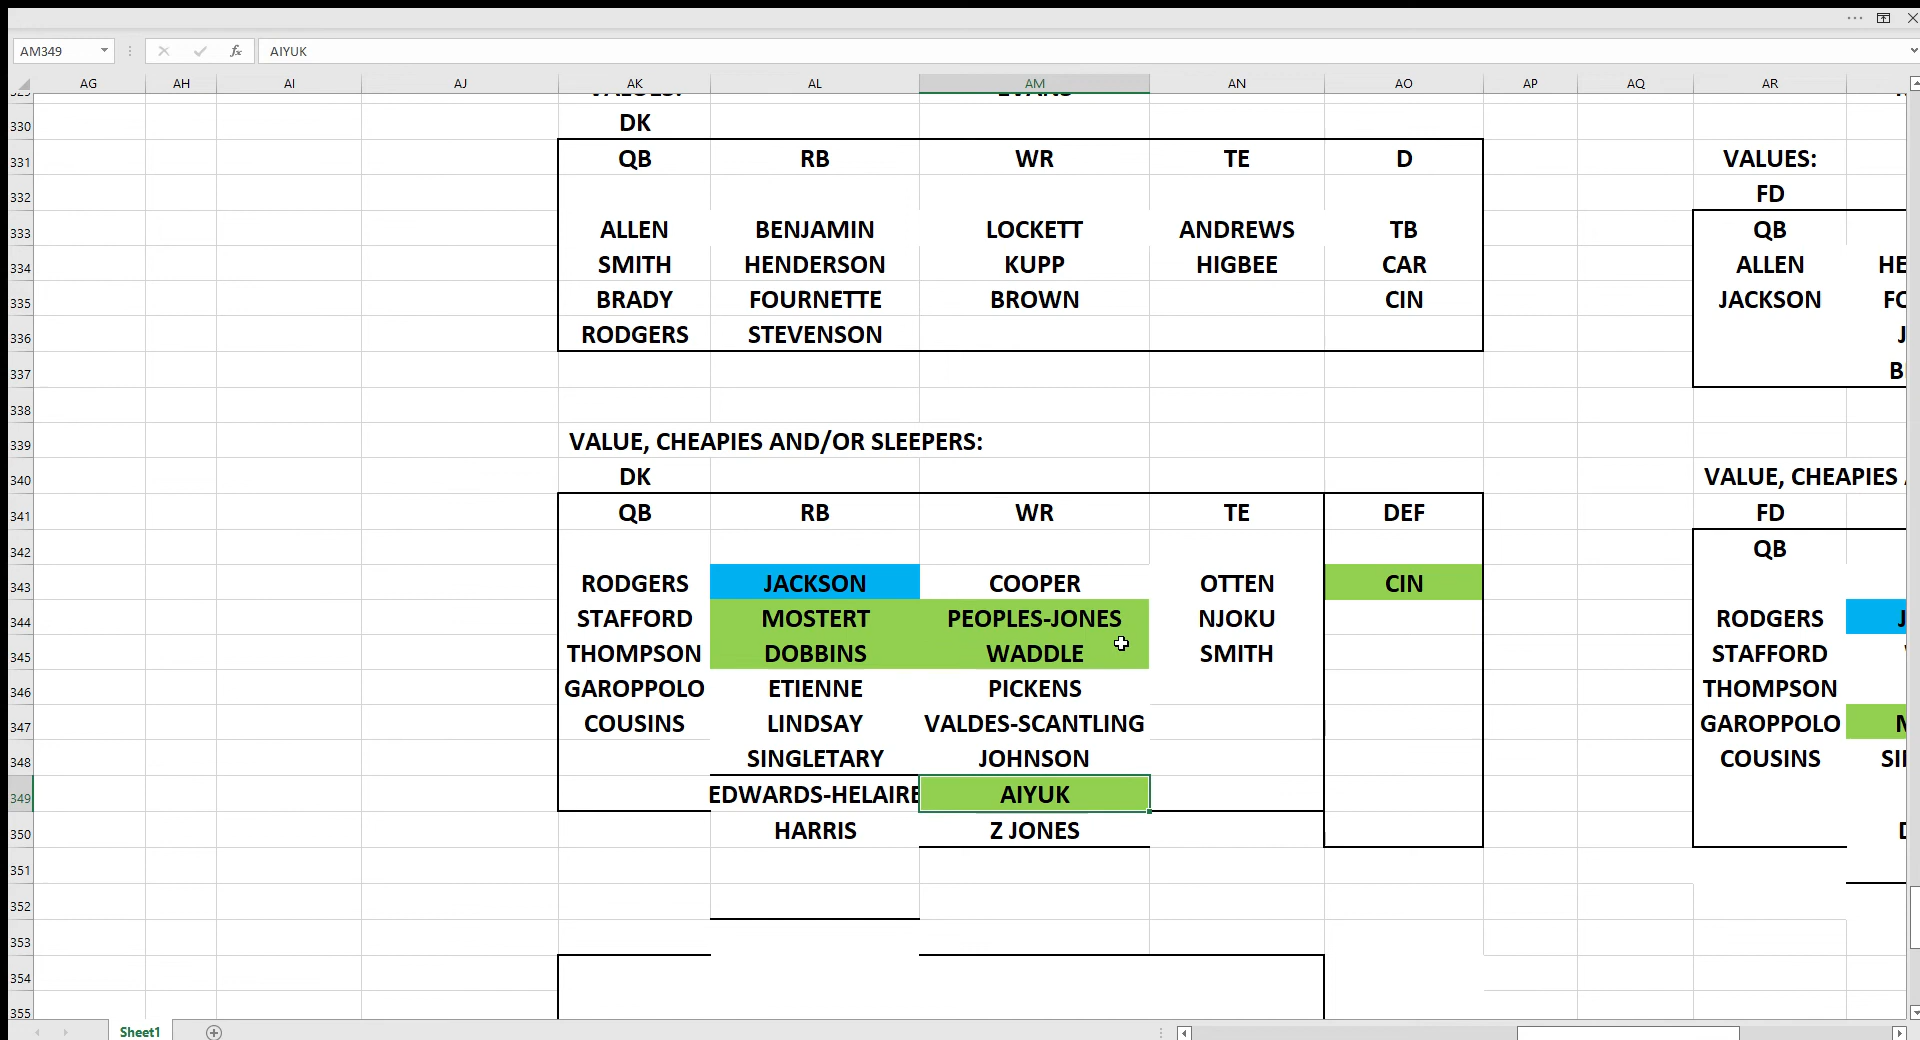 AM349 fx AIYUK
AG AH AI AJ AK AL AM AN AO AP AQ AR
VALUES: EVANS
330 DK
331 QB RB WR TE D VALUES:
332 FD
333 ALLEN BENJAMIN LOCKETT ANDREWS TB QB
334 SMITH HENDERSON KUPP HIGBEE CAR ALLEN HE
335 BRADY FOURNETTE BROWN CIN JACKSON FO
336 RODGERS STEVENSON
337
338
339 VALUE, CHEAPIES AND/OR SLEEPERS:
340 DK VALUE, CHEAPIES
341 QB RB WR TE DEF FD
342 QB
343 RODGERS JACKSON COOPER OTTEN CIN
344 STAFFORD MOSTERT PEOPLES-JONES NJOKU RODGERS
345 THOMPSON DOBBINS WADDLE SMITH STAFFORD
346 GAROPPOLO ETIENNE PICKENS THOMPSON
347 COUSINS LINDSAY VALDES-SCANTLING GAROPPOLO
348 SINGLETARY JOHNSON COUSINS SI
349 EDWARDS-HELAIRE AIYUK
350 HARRIS Z JONES
351
352
353
354
355
Sheet1